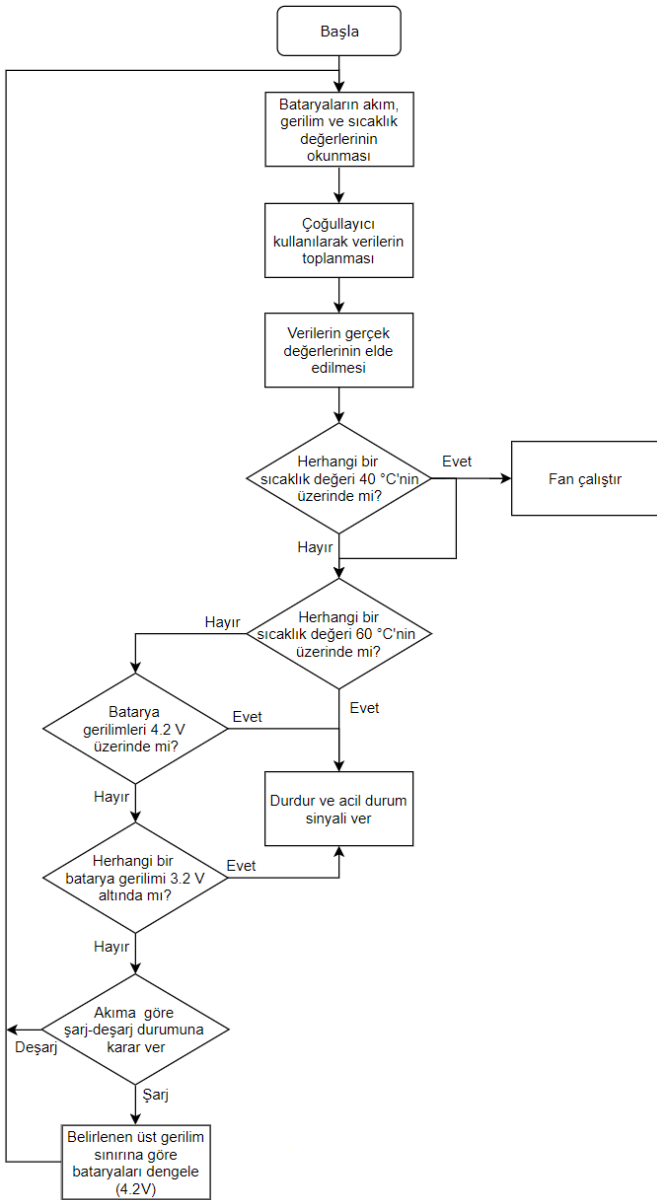 Başla
Bataryaların akım,
gerilim ve sıcaklık
değerlerinin
okunması
Çoğullayıcı
kullanılarak verilerin
toplanması
Verilerin gerçek
değerlerinin elde
edilmesi
Herhangi bir
sıcaklık değeri 40 °C'nin
üzerinde mi?
Evet
Fan çalıştır
Hayır
Herhangi bir
sıcaklık değeri 60 °C'nin
üzerinde mi?
Hayır
Evet
Batarya
gerilimleri 4.2 V
üzerinde mi?
Evet
Hayır
Durdur ve acil durum
sinyali ver
Herhangi bir
batarya gerilimi 3.2 V
altında mı?
Evet
Hayır
Akıma göre
şarj-deşarj durumuna
karar ver
Deşarj
Şarj
Belirlenen üst gerilim
sınırına göre
bataryaları dengele
(4.2V)